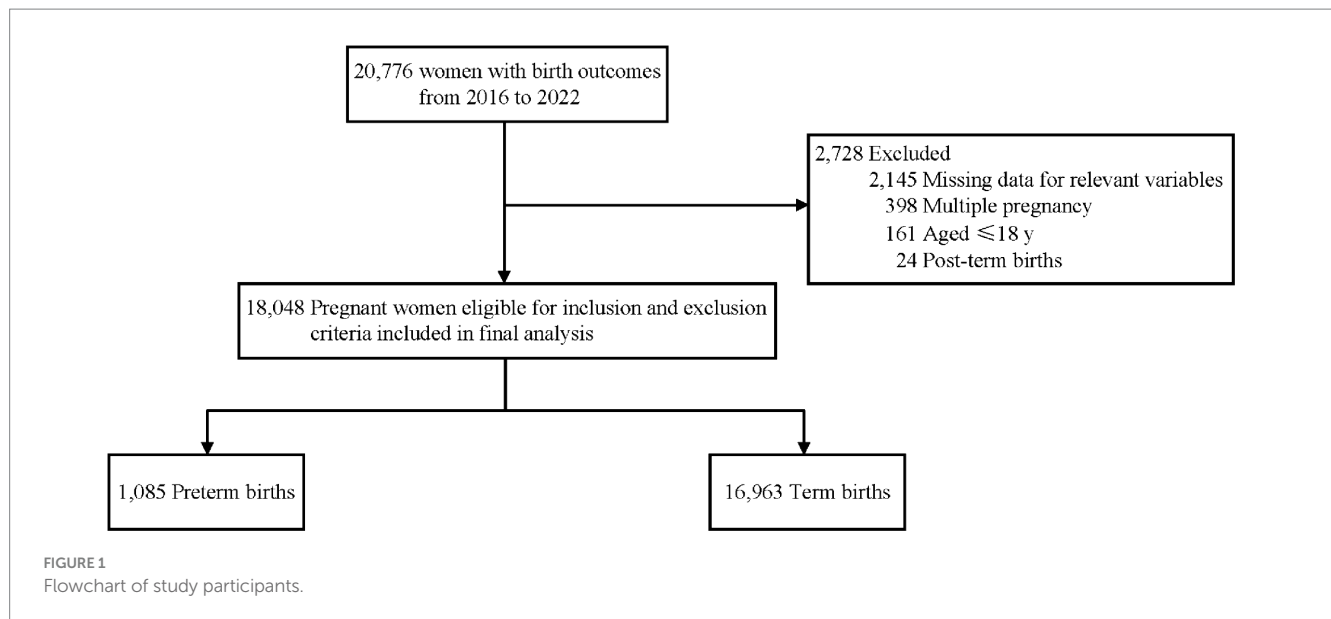 20,776 women with birth outcomes
from 2016 to 2022
2,728 Excluded
2,145 Missing data for relevant variables
398 Multiple pregnancy
161 Aged ⩽18 y
24 Post-term births
18,048 Pregnant women eligible for inclusion and exclusion
criteria included in final analysis
1,085 Preterm births
16,963 Term births
FIGURE 1
Flowchart of study participants.